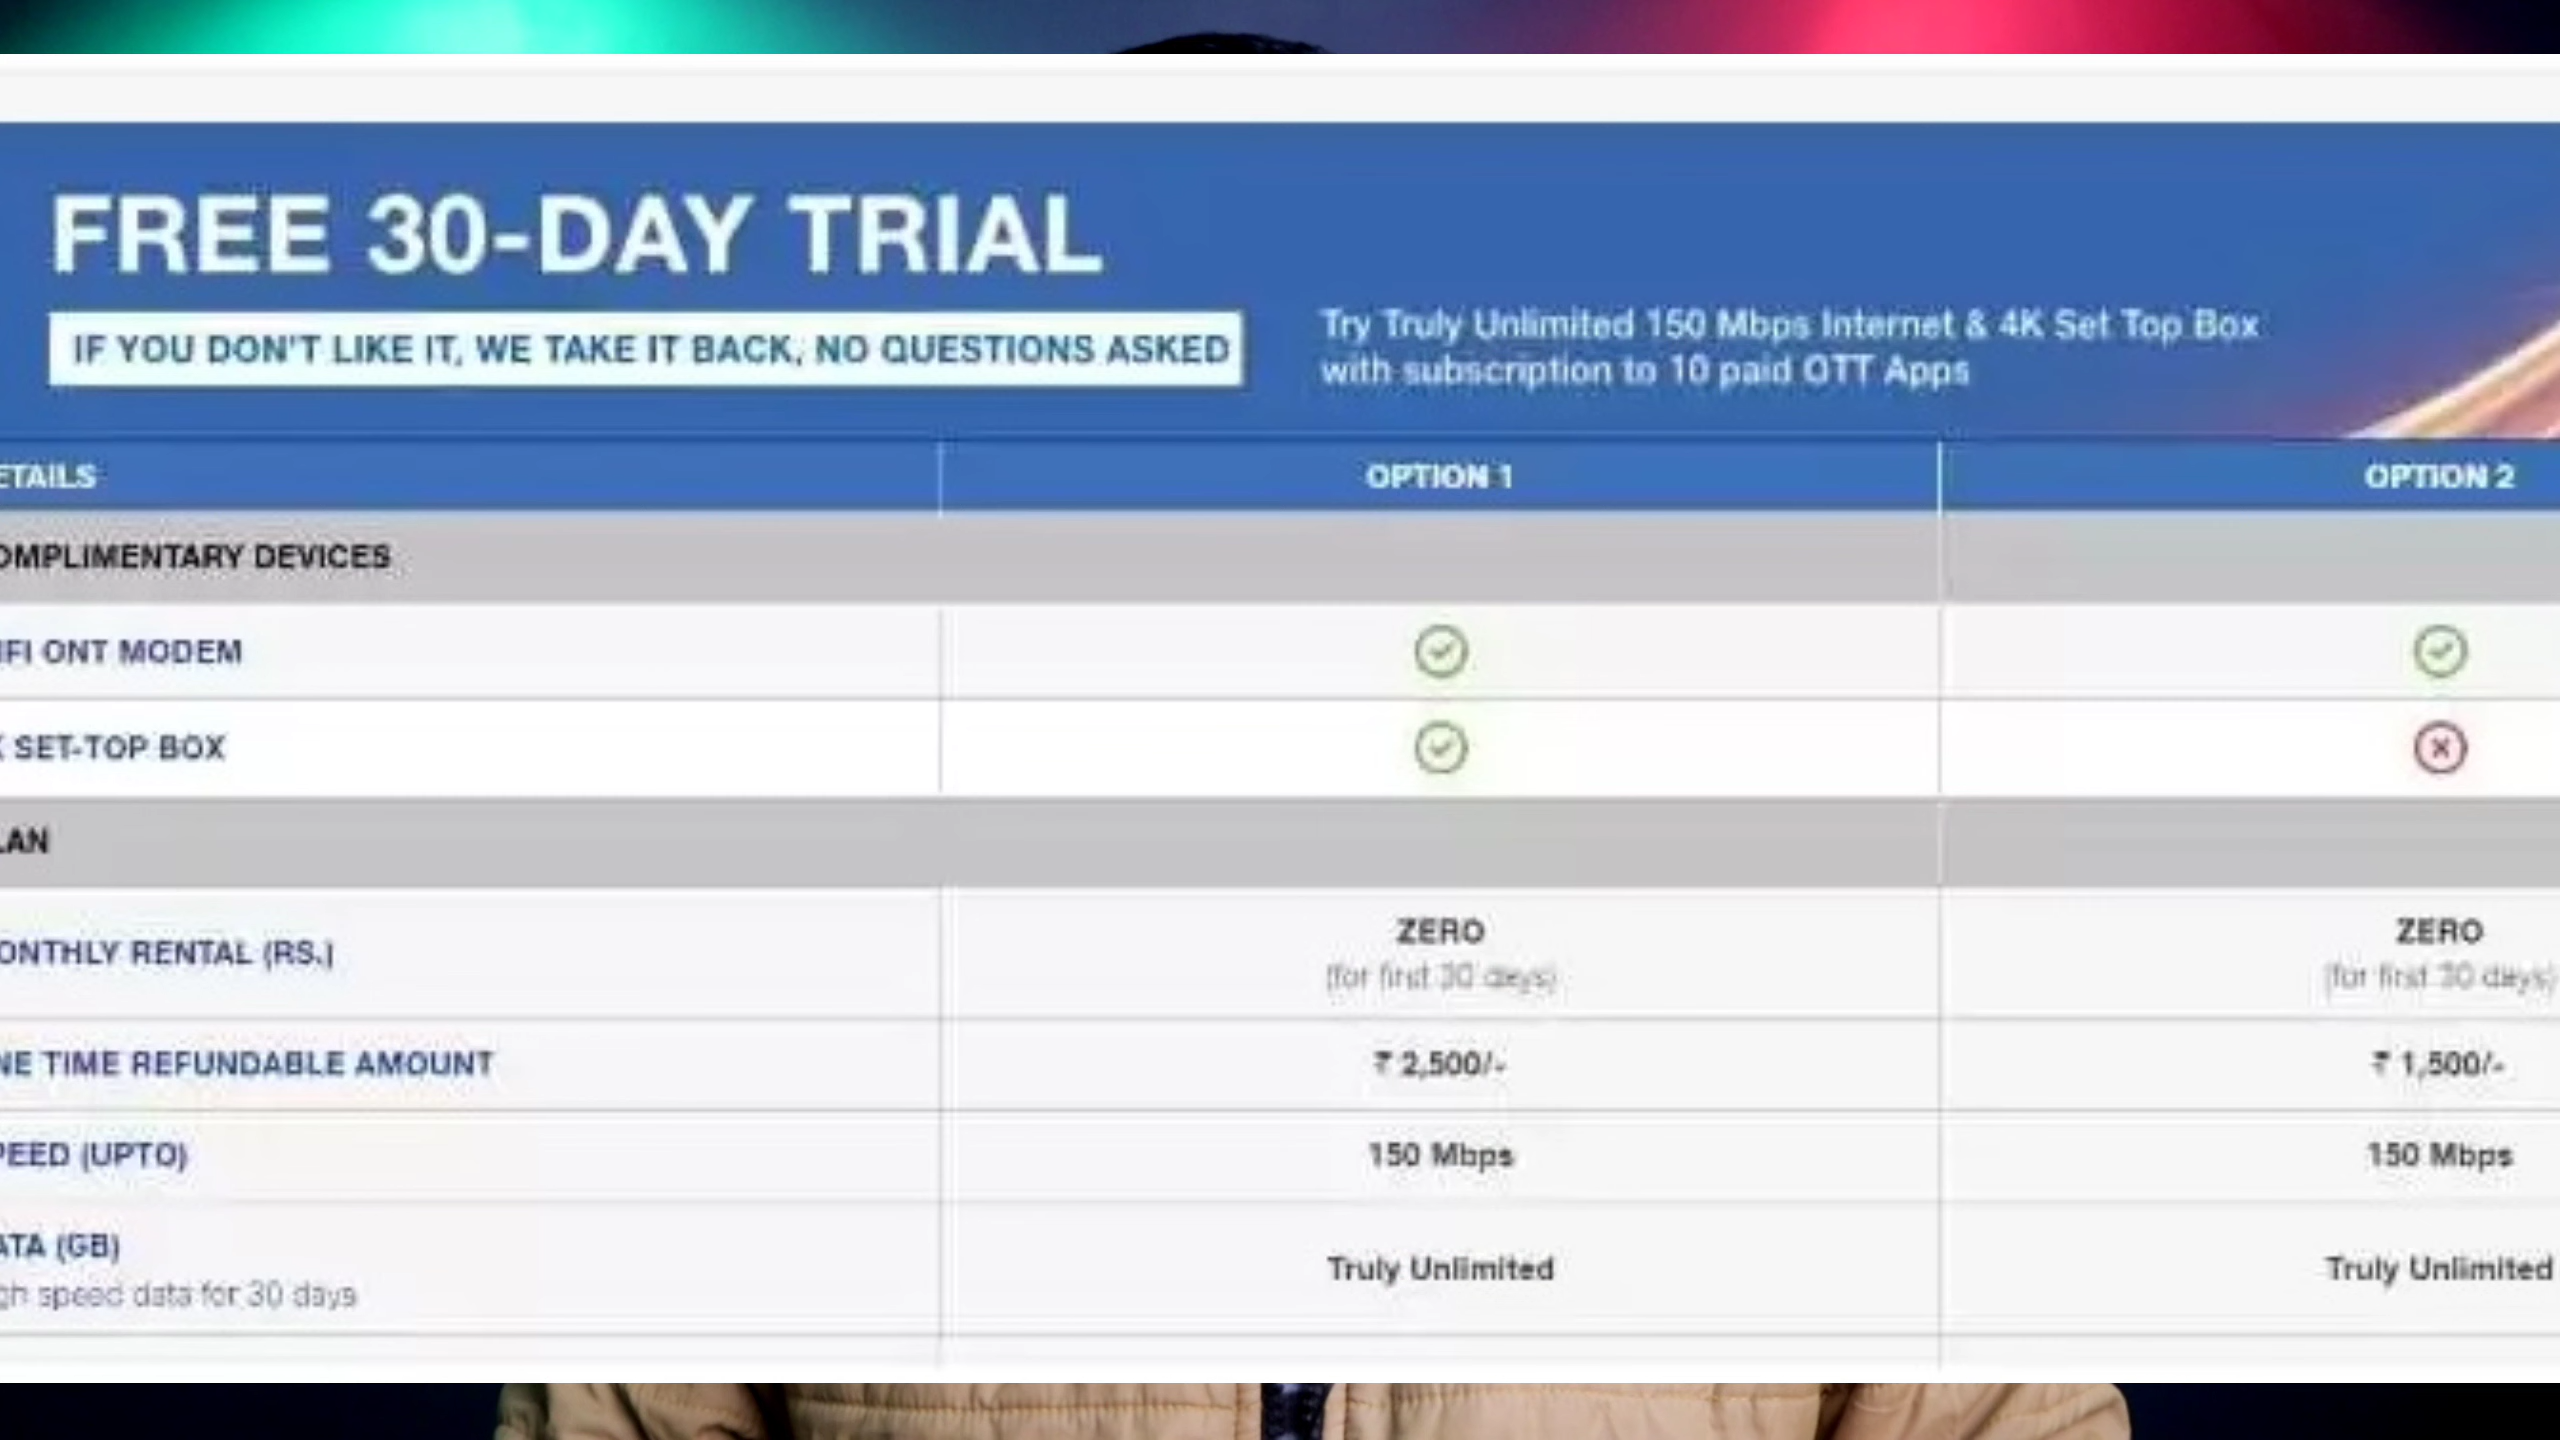 FREE 30-DAY TRIAL
IF YOU DON'T LIKE IT, WE TAKE IT BACK, NO QUESTIONS ASKED
Try Truly Unlimited 150 Mbps Internet & 4K Set Top Box
with subscription to 10 paid OTT Apps
ETAILS OPTION 1 OPTION 2
OMPLIMENTARY DEVICES
IFI ONT MODEM
SET-TOP BOX
LAN
ONTHLY RENTAL (RS.) ZERO ZERO
(for first 30 days) (for first 30 days)
NE TIME REFUNDABLE AMOUNT ₹ 2,500/- ₹ 1,500/-
PEED (UPTO) 150 Mbps 150 Mbps
ATA (GB) Truly Unlimited Truly Unlimited
gh speed data for 30 days